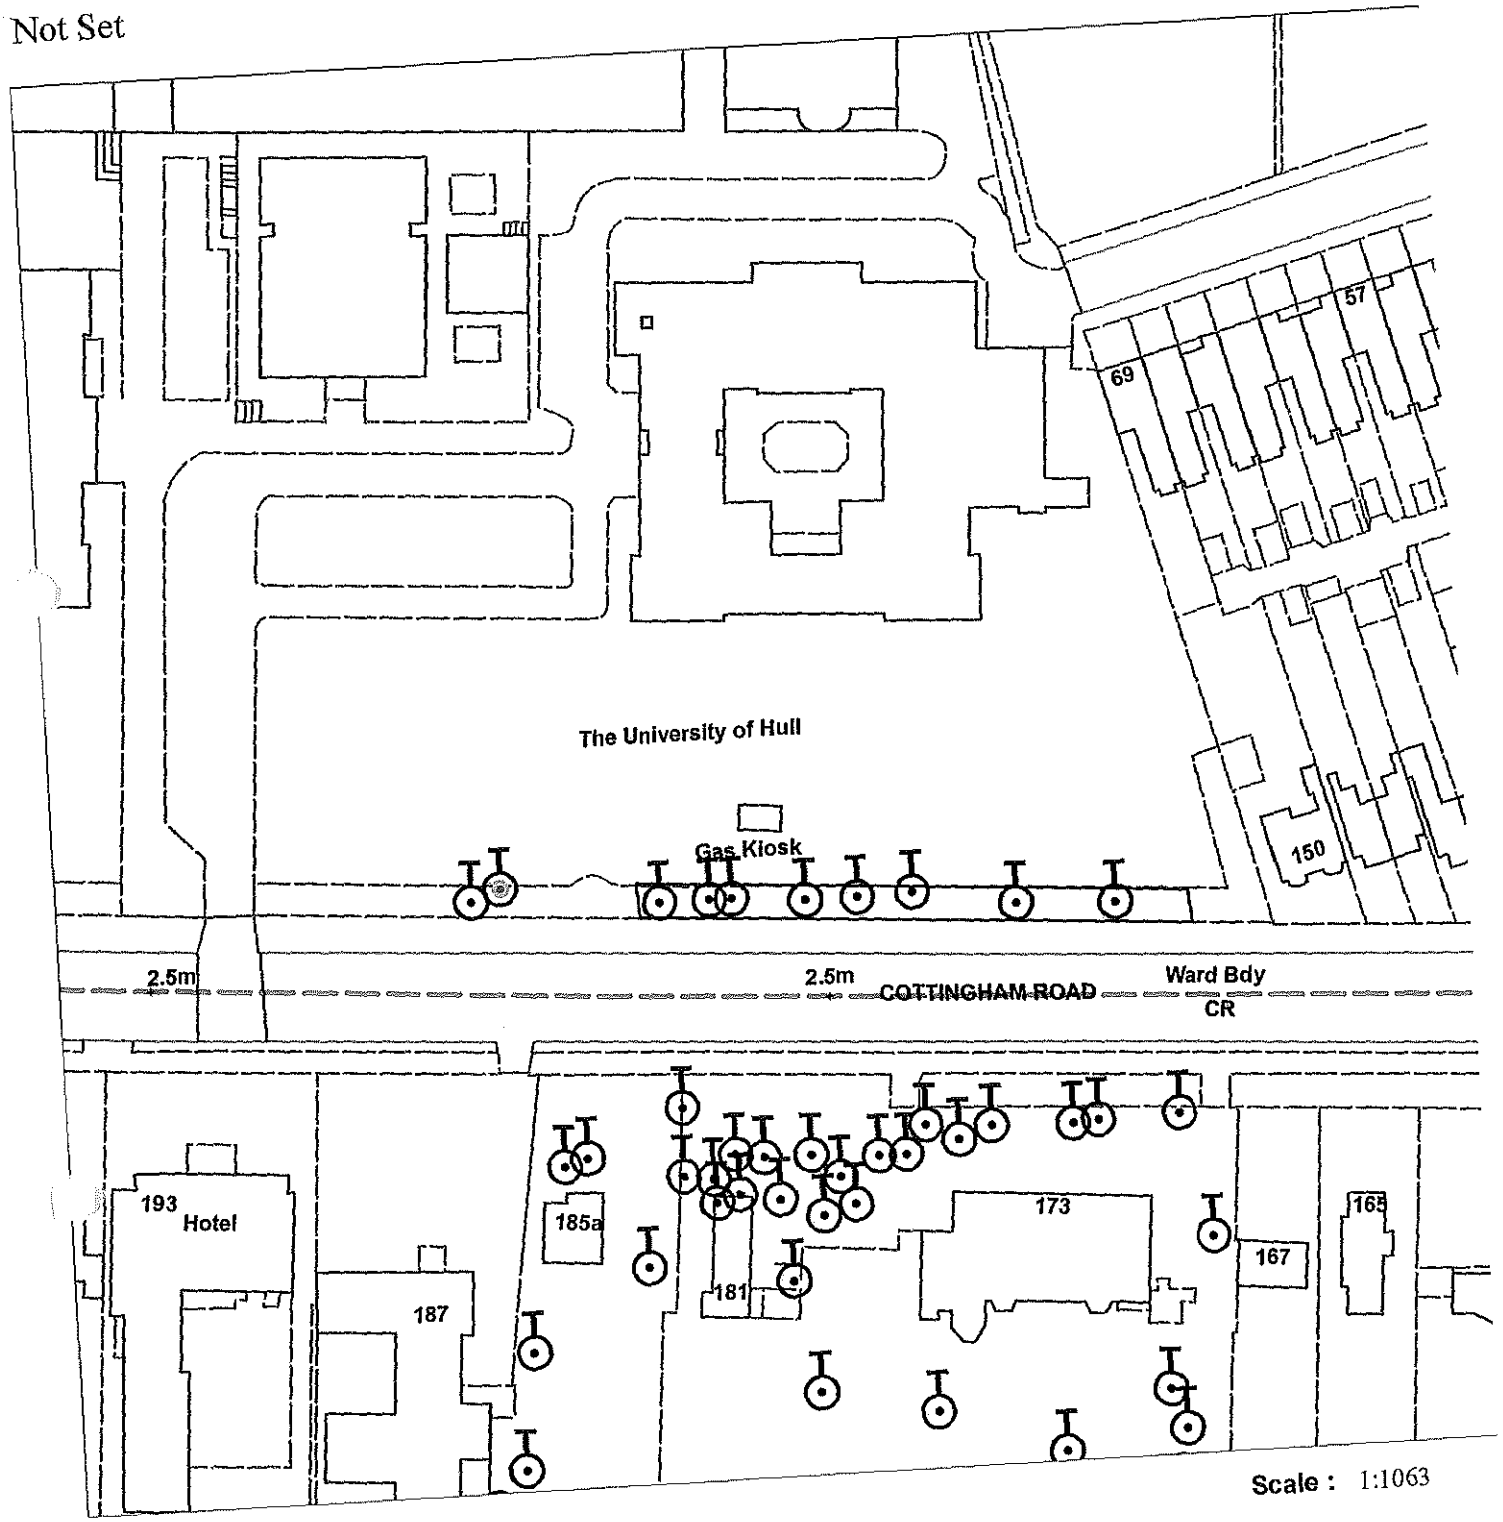 Not Set
57
69
The University of Hull
Gas Kiosk
150
2.5m
2.5m
Ward Bdy
COTTINGHAM ROAD
CR
193
Hotel
185a
173
165
167
181
187
Scale : 1:1063